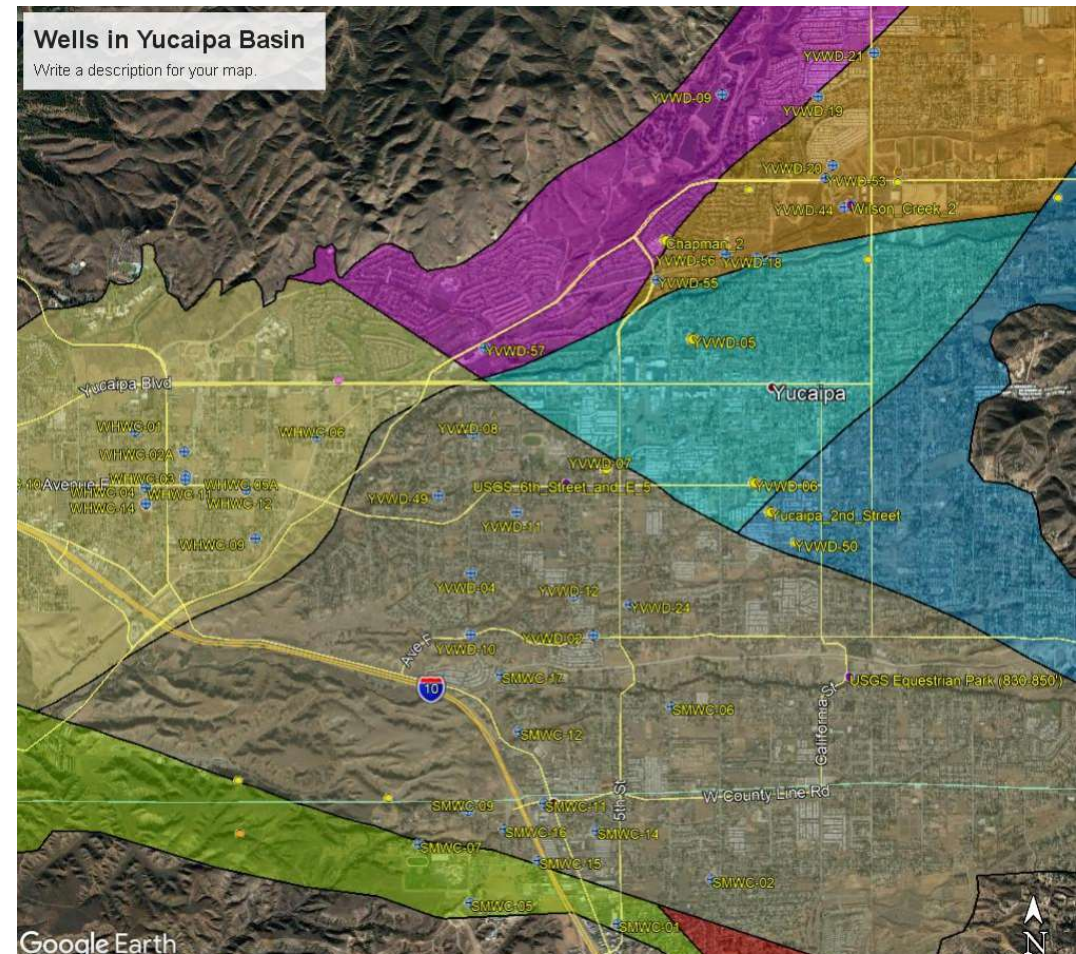 Wells in Yucaipa Basin
Write a description for your map.
YVWD-21
YVWD-09
YVWD-19
YVWD-20
YVWD-53
YVWD-44
Wilson_Creek_2
Chapman_2
YVWD-56
YVWD-18
YVWD-55
YVWD-05
YVWD-57
Yucaipa Blvd
Yucaipa
WHWC-01
WHWC-06
YVWD-08
WHWC-02A
YVWD-07
WHWC-03
WHWC-05A
Avenue E
WHWC-04
WHWC-11
USGS_6th_Street_and_E_5
YVWD-06
YVWD-49
WHWC-14
WHWC-12
YVWD-11
Yucaipa_2nd_Street
WHWC-09
YVWD-50
YVWD-04
YVWD-12
YVWD-24
YVWD-10
YVWD-02
Ave F
SMWC-17
USGS Equestrian Park (830-850')
10
SMWC-06
SMWC-12
California St
5th St
W County Line Rd
SMWC-09
SMWC-11
SMWC-16
SMWC-14
SMWC-07
SMWC-15
SMWC-02
SMWC-05
SMWC-01
Google Earth
N